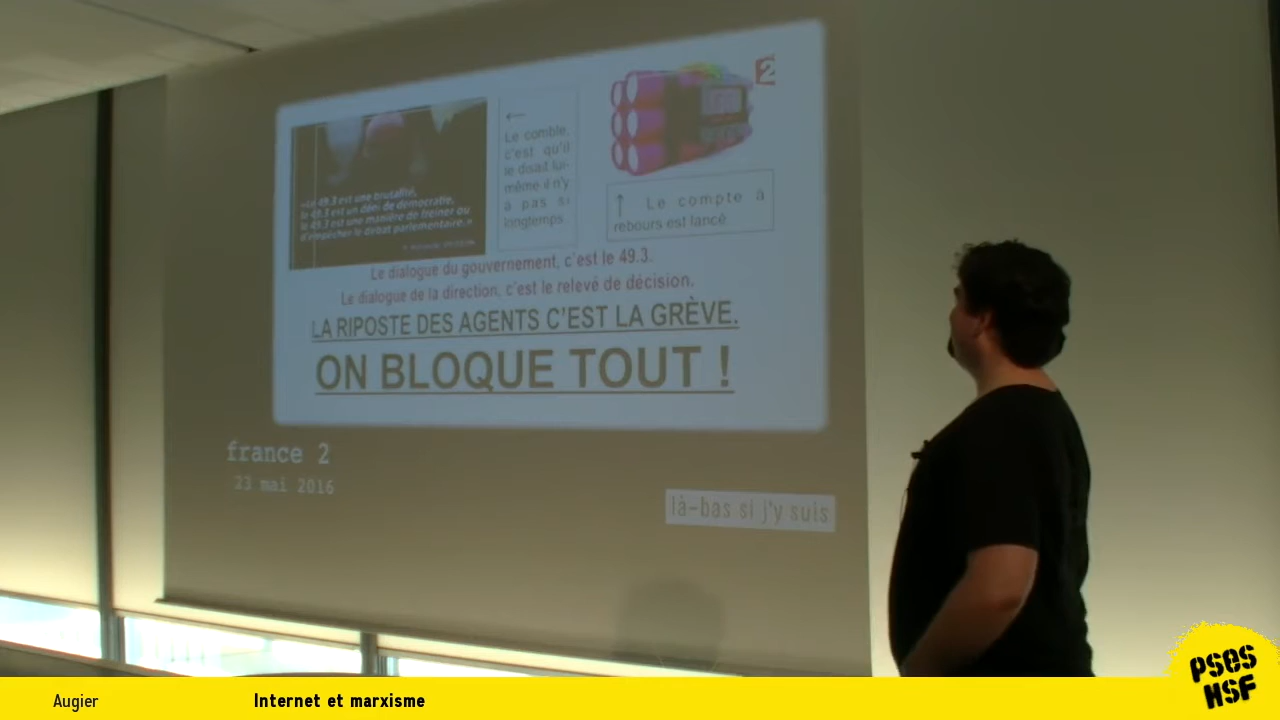 2
←
Le comble,
c'est qu'il
le disait lui-
même il n'y
a pas si
longtemps
«Le 49.3 est une brutalité,
le 49.3 est un déni de démocratie,
le 49.3 est une manière de freiner ou
d'empêcher le débat parlementaire.»
↑ Le compte à
rebours est lancé
Le dialogue du gouvernement, c'est le 49.3.
Le dialogue de la direction, c'est le relevé de décision.
LA RIPOSTE DES AGENTS C'EST LA GRÈVE.
ON BLOQUE TOUT !
france 2
23 mai 2016
là-bas si j'y suis
PSES
HSF
Augier
Internet et marxisme